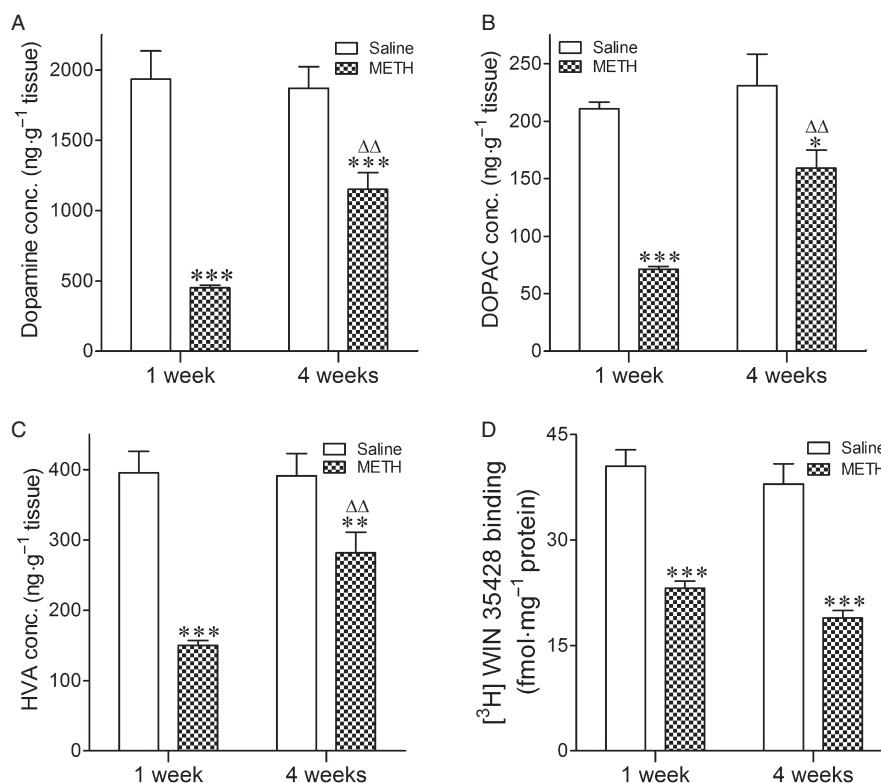 A
Dopamine conc. (ng·g⁻¹ tissue)
2000
1500
1000
500
0
Saline
METH
***
ΔΔ
***
1 week
4 weeks
B
DOPAC conc. (ng·g⁻¹ tissue)
250
200
150
100
50
0
Saline
METH
***
ΔΔ
*
1 week
4 weeks
C
HVA conc. (ng·g⁻¹ tissue)
400
300
200
100
0
Saline
METH
***
ΔΔ
**
1 week
4 weeks
D
[³H] WIN 35428 binding
(fmol·mg⁻¹ protein)
45
30
15
0
Saline
METH
***
***
1 week
4 weeks